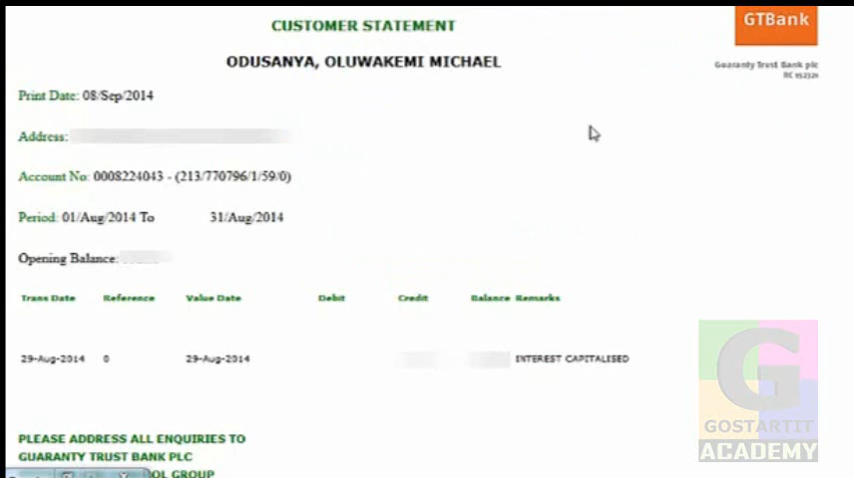 CUSTOMER STATEMENT
GTBank
Guaranty Trust Bank plc
RC 152321
ODUSANYA, OLUWAKEMI MICHAEL
Print Date: 08/Sep/2014
Address:
Account No: 0008224043 - (213/770796/1/59/0)
Period: 01/Aug/2014 To 31/Aug/2014
Opening Balance:
Trans Date Reference Value Date Debit Credit Balance Remarks
29-Aug-2014 0 29-Aug-2014 INTEREST CAPITALISED
PLEASE ADDRESS ALL ENQUIRIES TO
GUARANTY TRUST BANK PLC
GROUP
G
GOSTARTIT
ACADEMY